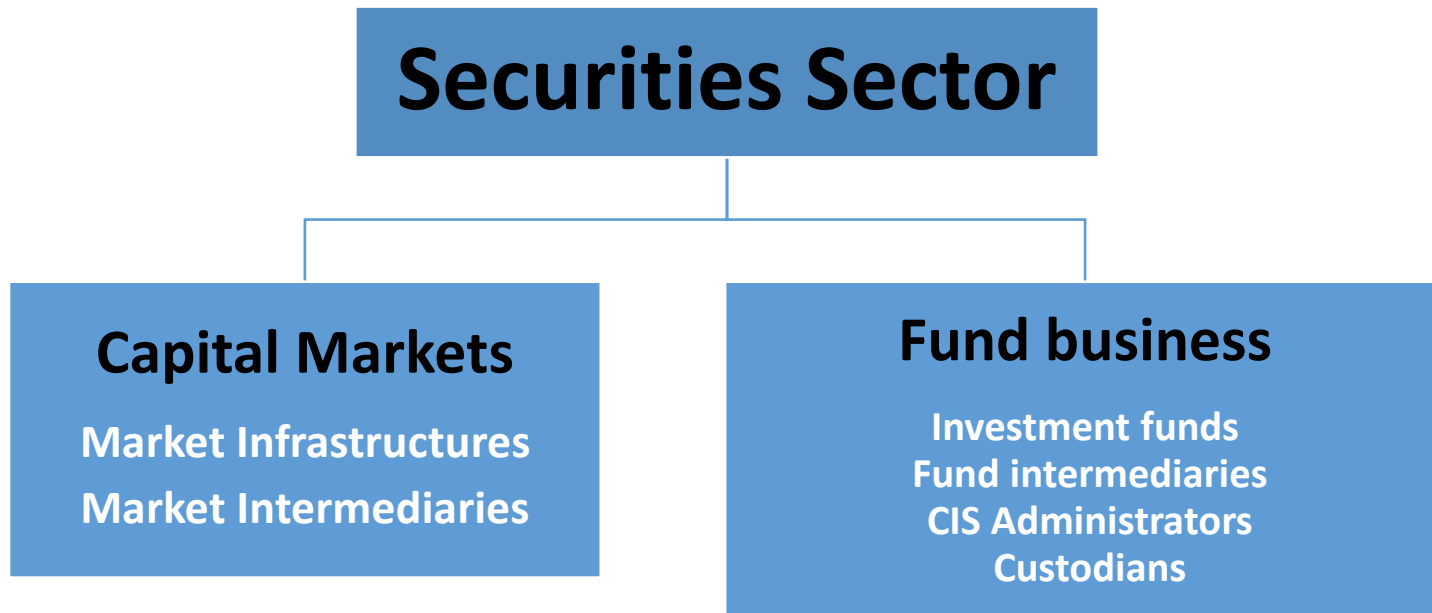 Securities Sector
Capital Markets
Market Infrastructures
Market Intermediaries
Fund business
Investment funds
Fund intermediaries
CIS Administrators
Custodians